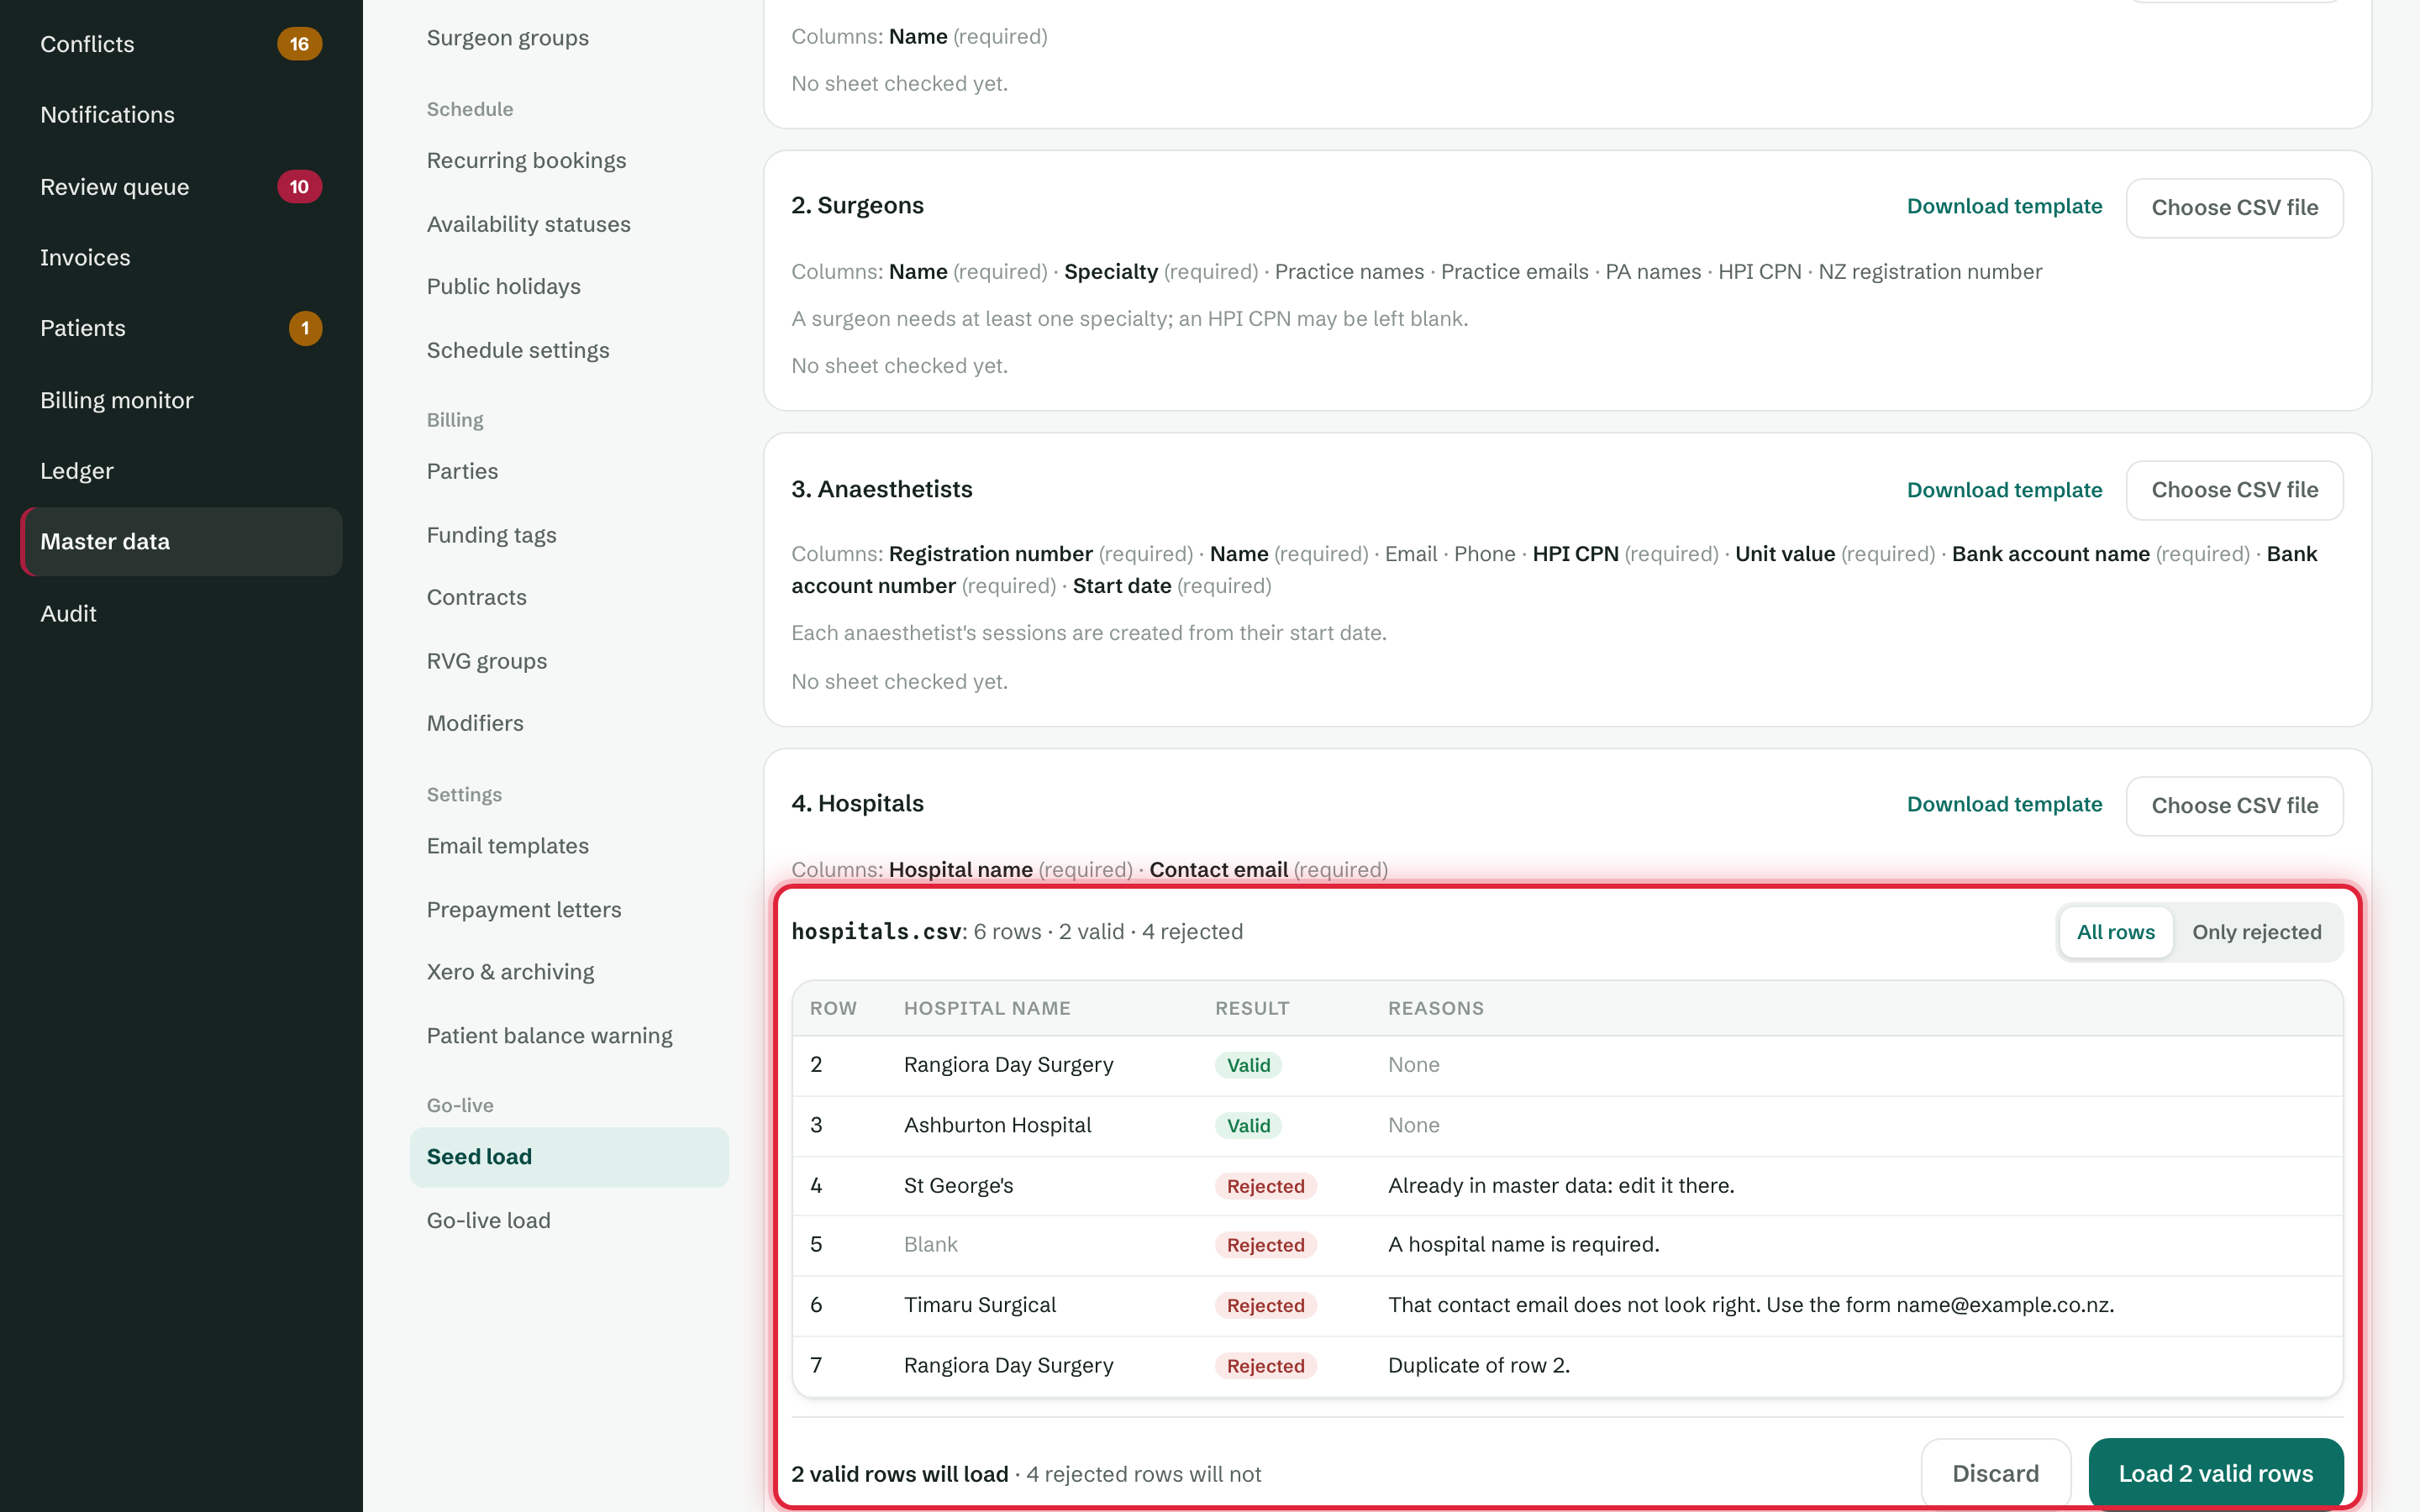 Conflicts 16
Notifications
Review queue 10
Invoices
Patients 1
Billing monitor
Ledger
Master data
Audit
Surgeon groups
Schedule
Recurring bookings
Availability statuses
Public holidays
Schedule settings
Billing
Parties
Funding tags
Contracts
RVG groups
Modifiers
Settings
Email templates
Prepayment letters
Xero & archiving
Patient balance warning
Go-live
Seed load
Go-live load
Columns: Name (required)
No sheet checked yet.
2. Surgeons
Download template
Choose CSV file
Columns: Name (required) · Specialty (required) · Practice names · Practice emails · PA names · HPI CPN · NZ registration number
A surgeon needs at least one specialty; an HPI CPN may be left blank.
No sheet checked yet.
3. Anaesthetists
Download template
Choose CSV file
Columns: Registration number (required) · Name (required) · Email · Phone · HPI CPN (required) · Unit value (required) · Bank account name (required) · Bank
account number (required) · Start date (required)
Each anaesthetist's sessions are created from their start date.
No sheet checked yet.
4. Hospitals
Download template
Choose CSV file
Columns: Hospital name (required) · Contact email (required)
hospitals.csv: 6 rows · 2 valid · 4 rejected
All rows
Only rejected
ROW HOSPITAL NAME RESULT REASONS
2 Rangiora Day Surgery Valid None
3 Ashburton Hospital Valid None
4 St George's Rejected Already in master data: edit it there.
5 Blank Rejected A hospital name is required.
6 Timaru Surgical Rejected That contact email does not look right. Use the form name@example.co.nz.
7 Rangiora Day Surgery Rejected Duplicate of row 2.
2 valid rows will load · 4 rejected rows will not
Discard
Load 2 valid rows